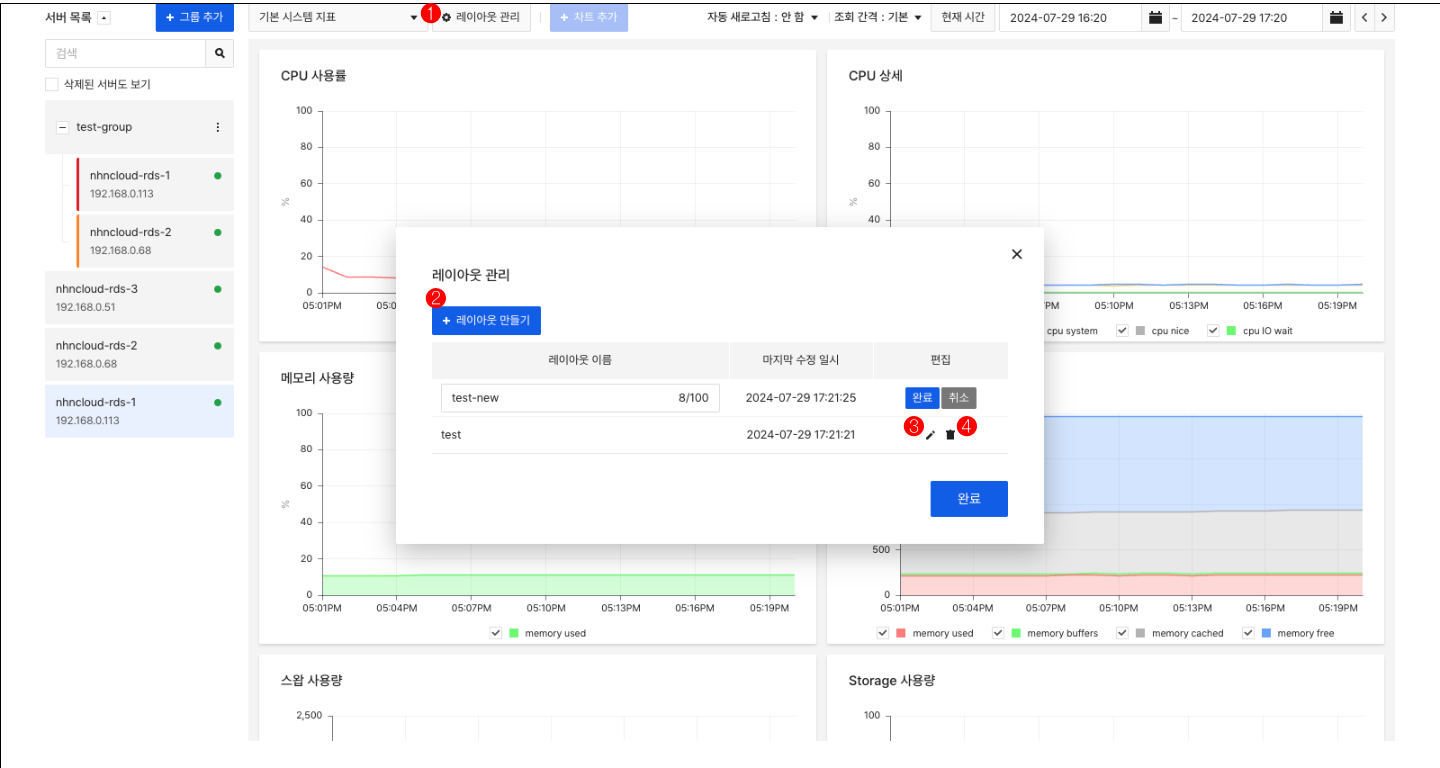 서버 목록
+ 그룹 추가
기본 시스템 지표
1
레이아웃 관리
+ 차트 추가
자동 새로고침 : 안 함
조회 간격 : 기본
현재 시간
2024-07-29 16:20
~
2024-07-29 17:20
검색
삭제된 서버도 보기
test-group
nhncloud-rds-1
192.168.0.113
nhncloud-rds-2
192.168.0.68
nhncloud-rds-3
192.168.0.51
nhncloud-rds-2
192.168.0.68
nhncloud-rds-1
192.168.0.113
CPU 사용률
100
80
60
%
40
20
0
05:01PM
05:0
CPU 상세
100
80
60
%
40
PM
05:10PM
05:13PM
05:16PM
05:19PM
cpu system
cpu nice
cpu IO wait
레이아웃 관리
2
+ 레이아웃 만들기
레이아웃 이름
마지막 수정 일시
편집
test-new
8/100
2024-07-29 17:21:25
완료
취소
test
2024-07-29 17:21:21
3
4
완료
메모리 사용량
100
80
60
%
40
20
0
05:01PM
05:04PM
05:07PM
05:10PM
05:13PM
05:16PM
05:19PM
memory used
500
0
05:01PM
05:04PM
05:07PM
05:10PM
05:13PM
05:16PM
05:19PM
memory used
memory buffers
memory cached
memory free
스왑 사용량
2,500
Storage 사용량
100